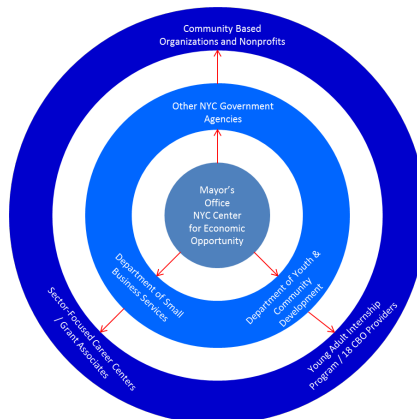 Community Based
Organizations and Nonprofits
Other NYC Government
Agencies
Mayor's
Office
NYC Center
for Economic
Opportunity
Department of Small
Business Services
Department of Youth &
Community
Development
Sector-Focused Career Centers
/ Grant Associates
Young Adult Internship
Program / 18 CBO Providers